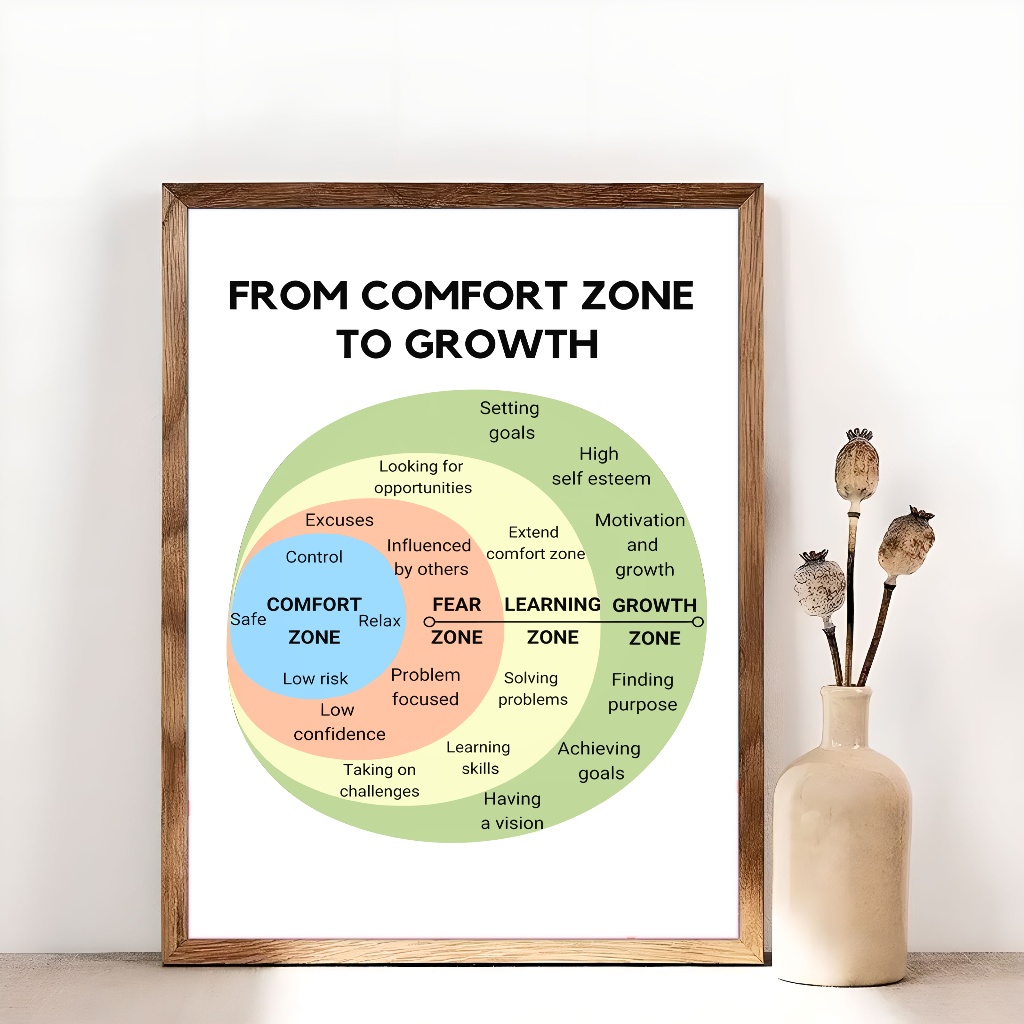 FROM COMFORT ZONE
TO GROWTH
Setting
goals
High
self esteem
Looking for
opportunities
Motivation
and
growth
Extend
comfort zone
Excuses
Influenced
by others
Control
COMFORT
ZONE
Safe
Relax
FEAR
ZONE
LEARNING
ZONE
GROWTH
ZONE
Low risk
Problem
focused
Solving
problems
Finding
purpose
Low
confidence
Learning
skills
Achieving
goals
Taking on
challenges
Having
a vision